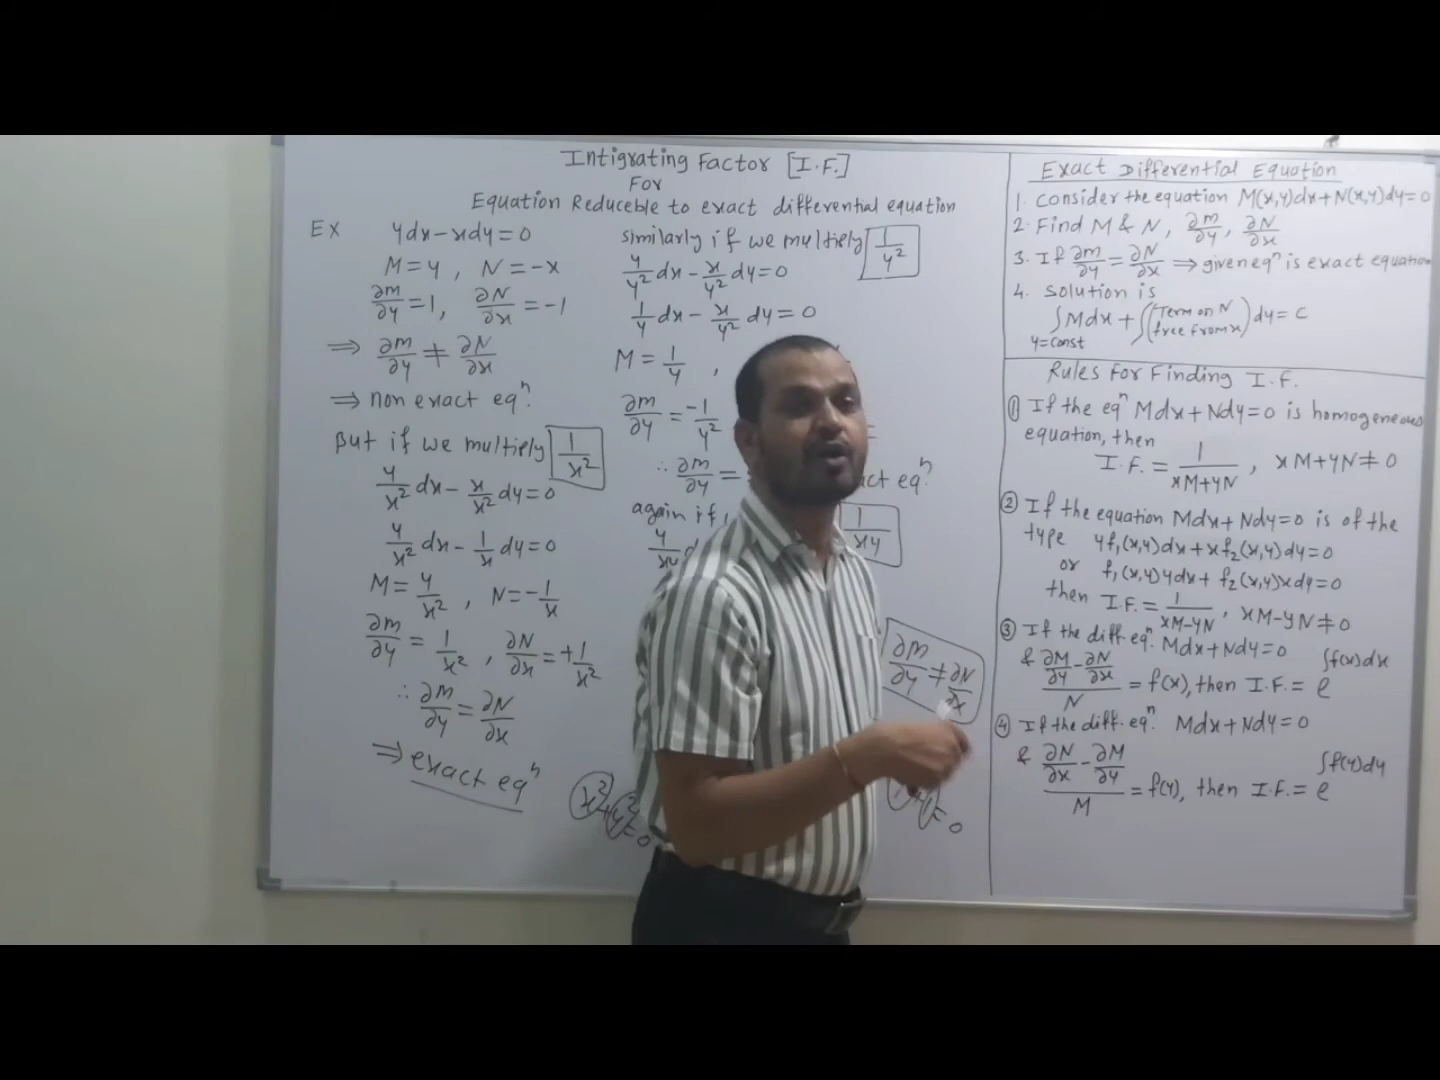 Intigrating Factor [I.F.]
For
Equation Reduceble to exact differential equation
EX ydx-xdy=0
M=y, N=-x
∂m/∂y=1, ∂N/∂x=-1
⇒ ∂m/∂y ≠ ∂N/∂x
⇒ non exact eqⁿ.
But if we multiply 1/x²
y/x² dx - x/x² dy=0
y/x² dx - 1/x dy=0
M=y/x², N=-1/x
∂m/∂y = 1/x², ∂N/∂x=+1/x²
∴ ∂m/∂y = ∂N/∂x
⇒ exact eqⁿ
similarly if we multiply 1/y²
y/y² dx - x/y² dy=0
1/y dx - x/y² dy=0
M=1/y,
∂m/∂y = -1/y²
∴ ∂m/∂y = eqⁿ.
again if 1/xy
∂M/∂y ≠ ∂N/∂x
x²+y²=0
=0
Exact Differential Equation
1. Consider the equation M(x,y)dx+N(x,y)dy=0
2. Find M & N, ∂m/∂y, ∂N/∂x
3. If ∂m/∂y = ∂N/∂x ⇒ given eqⁿ is exact equation
4. Solution is
∫Mdx + ∫(Term on N free from x)dy = C
y=const
Rules for Finding I.F.
① If the eqⁿ Mdx+Ndy=0 is homogeneous
equation, then
I.F. = 1/(xM+yN), xM+yN≠0
② If the equation Mdx+Ndy=0 is of the
type yf₁(x,y)dx+xf₂(x,y)dy=0
or f₁(x,y)ydx+f₂(x,y)xdy=0
then I.F.= 1/(xM-yN), xM-yN≠0
③ If the diff.eqⁿ. Mdx+Ndy=0
& (∂M/∂y-∂N/∂x)/N = f(x), then I.F.= e^∫f(x)dx
④ If the diff.eqⁿ. Mdx+Ndy=0
& (∂N/∂x-∂M/∂y)/M = f(y), then I.F.= e^∫f(y)dy